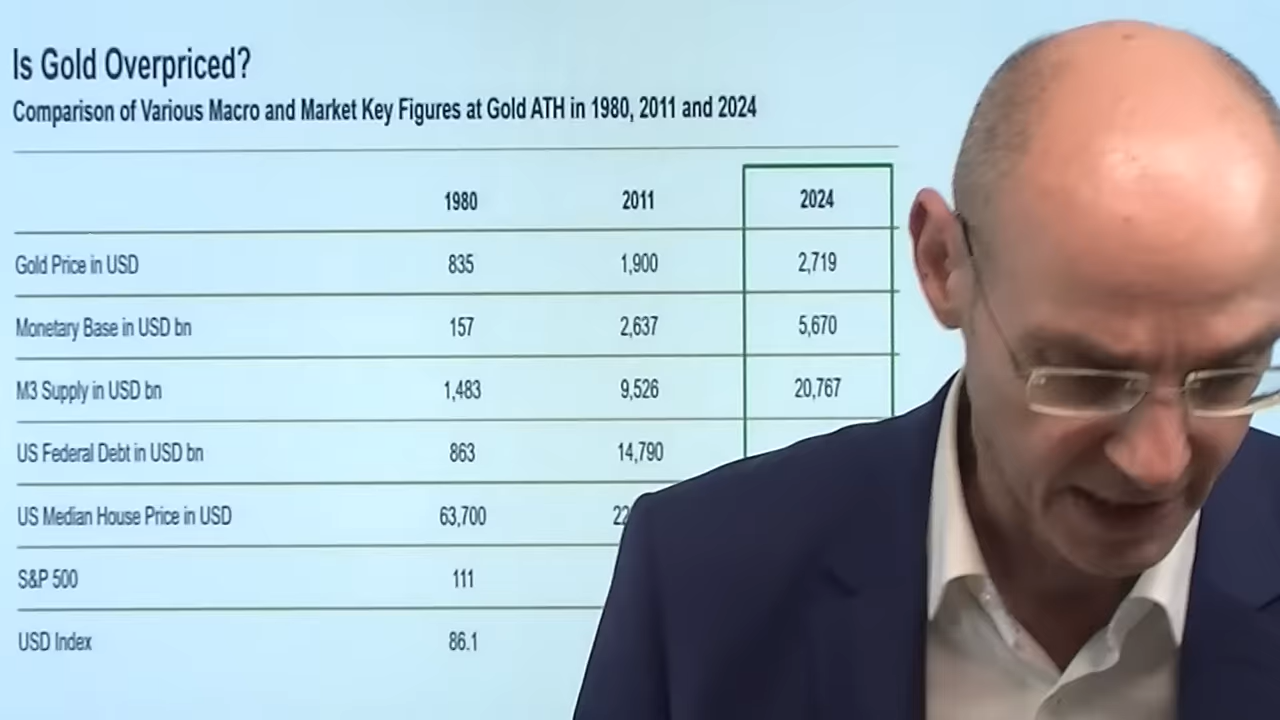 Is Gold Overpriced?
Comparison of Various Macro and Market Key Figures at Gold ATH in 1980, 2011 and 2024
1980 2011 2024
Gold Price in USD 835 1,900 2,719
Monetary Base in USD bn 157 2,637 5,670
M3 Supply in USD bn 1,483 9,526 20,767
US Federal Debt in USD bn 863 14,790
US Median House Price in USD 63,700
S&P 500 111
USD Index 86.1